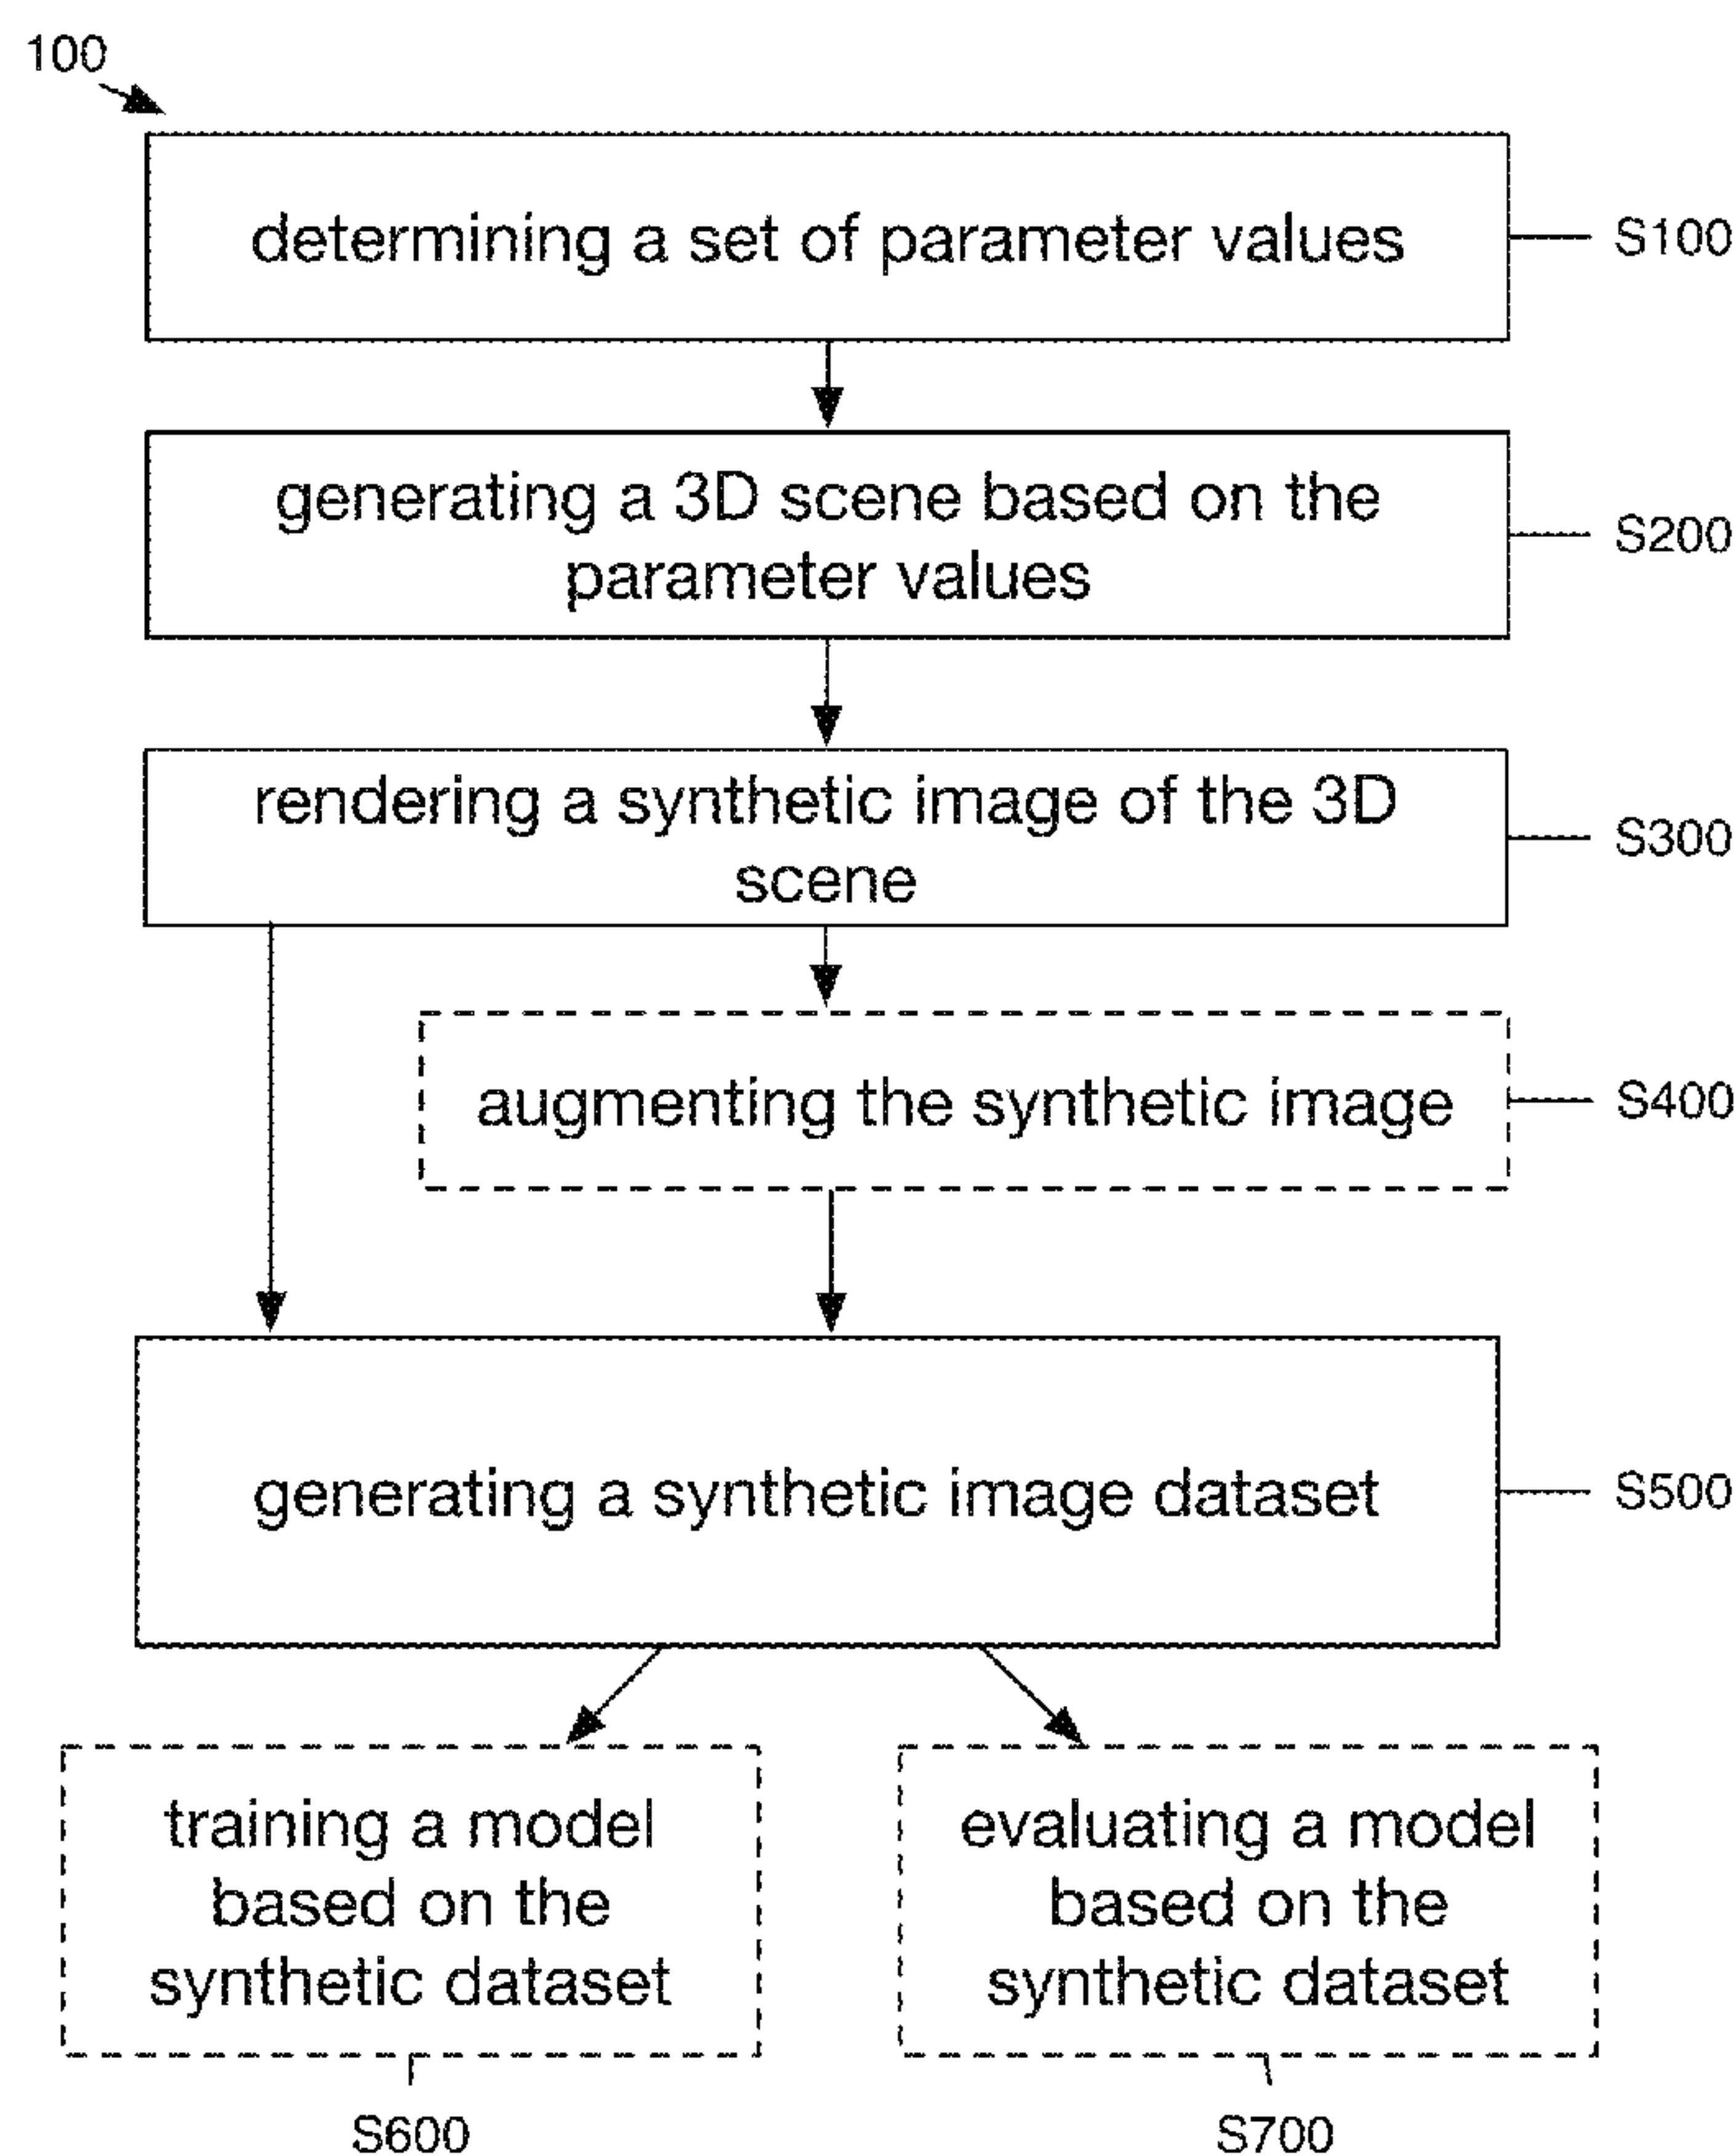 100
determining a set of parameter values
S100
generating a 3D scene based on the
parameter values
S200
rendering a synthetic image of the 3D
scene
S300
augmenting the synthetic image
S400
generating a synthetic image dataset
S500
training a model
based on the
synthetic dataset
S600
evaluating a model
based on the
synthetic dataset
S700